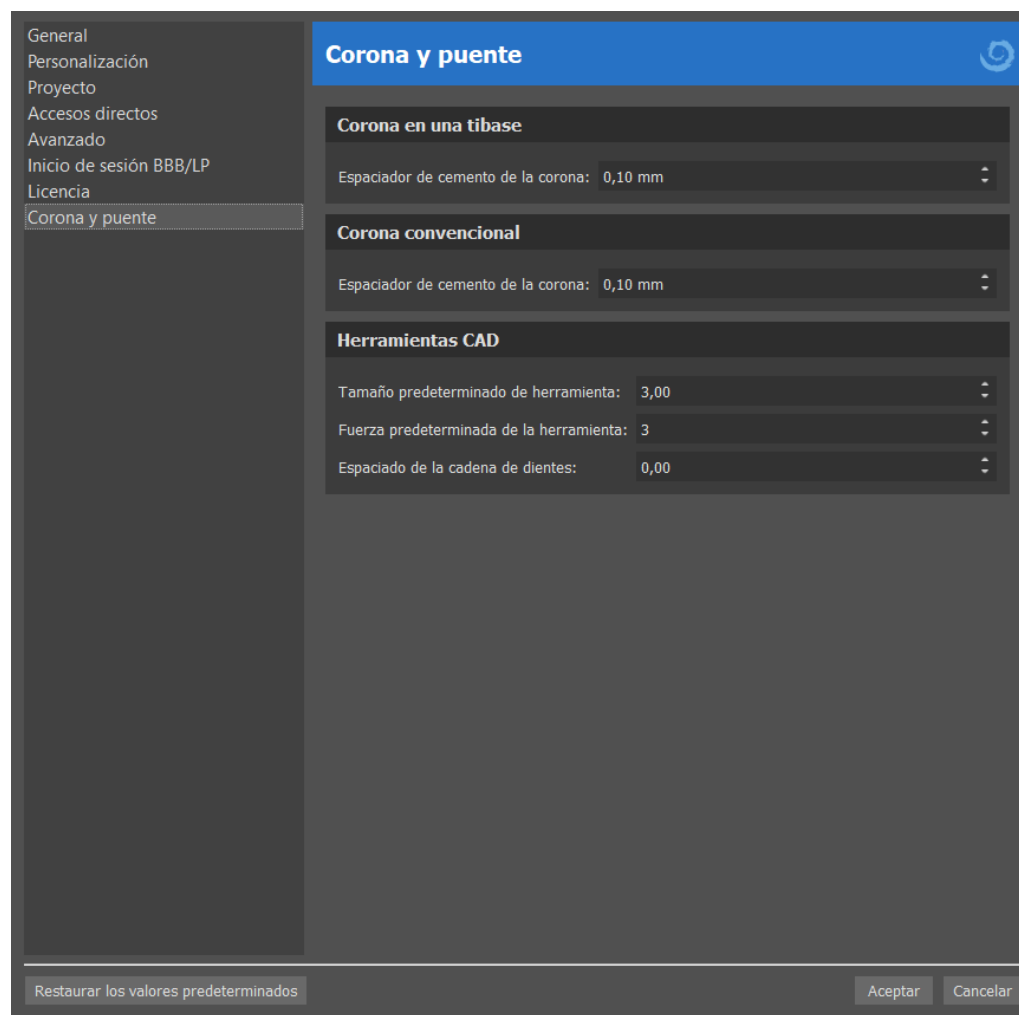 General
Personalización
Proyecto
Accesos directos
Avanzado
Inicio de sesión BBB/LP
Licencia
Corona y puente
Corona y puente
Corona en una tibase
Espaciador de cemento de la corona: 0,10 mm
Corona convencional
Espaciador de cemento de la corona: 0,10 mm
Herramientas CAD
Tamaño predeterminado de herramienta: 3,00
Fuerza predeterminada de la herramienta: 3
Espaciado de la cadena de dientes: 0,00
Restaurar los valores predeterminados
Aceptar
Cancelar